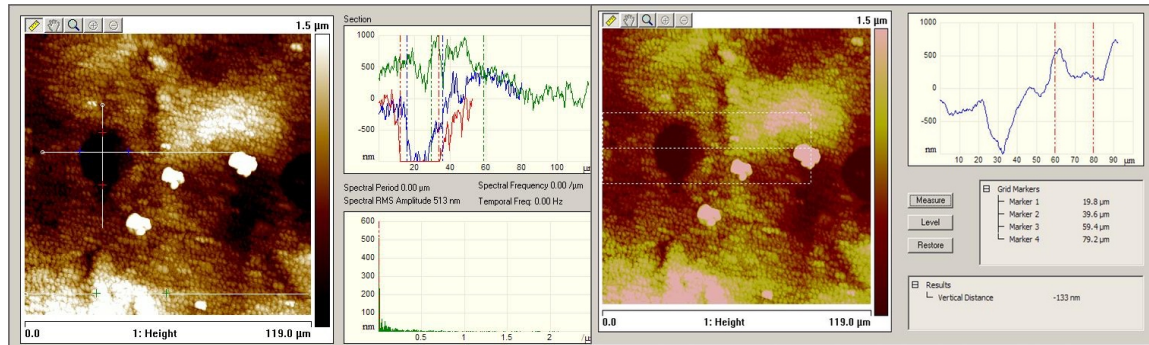 1.5 µm
0.0
1: Height
119.0 µm
Section
1000
500
0
-500
nm
20
40
60
80
100
µm
Spectral Period 0.00 µm
Spectral Frequency 0.00 /µm
Spectral RMS Amplitude 513 nm
Temporal Freq: 0.00 Hz
600
500
400
300
200
100
nm
0.5
1
1.5
2
1.5 µm
0.0
1: Height
119.0 µm
1000
500
0
-500
nm
10
20
30
40
50
60
70
80
90
µm
Measure
Level
Restore
Grid Markers
Marker 1 19.8 µm
Marker 2 39.6 µm
Marker 3 59.4 µm
Marker 4 79.2 µm
Results
Vertical Distance -133 nm